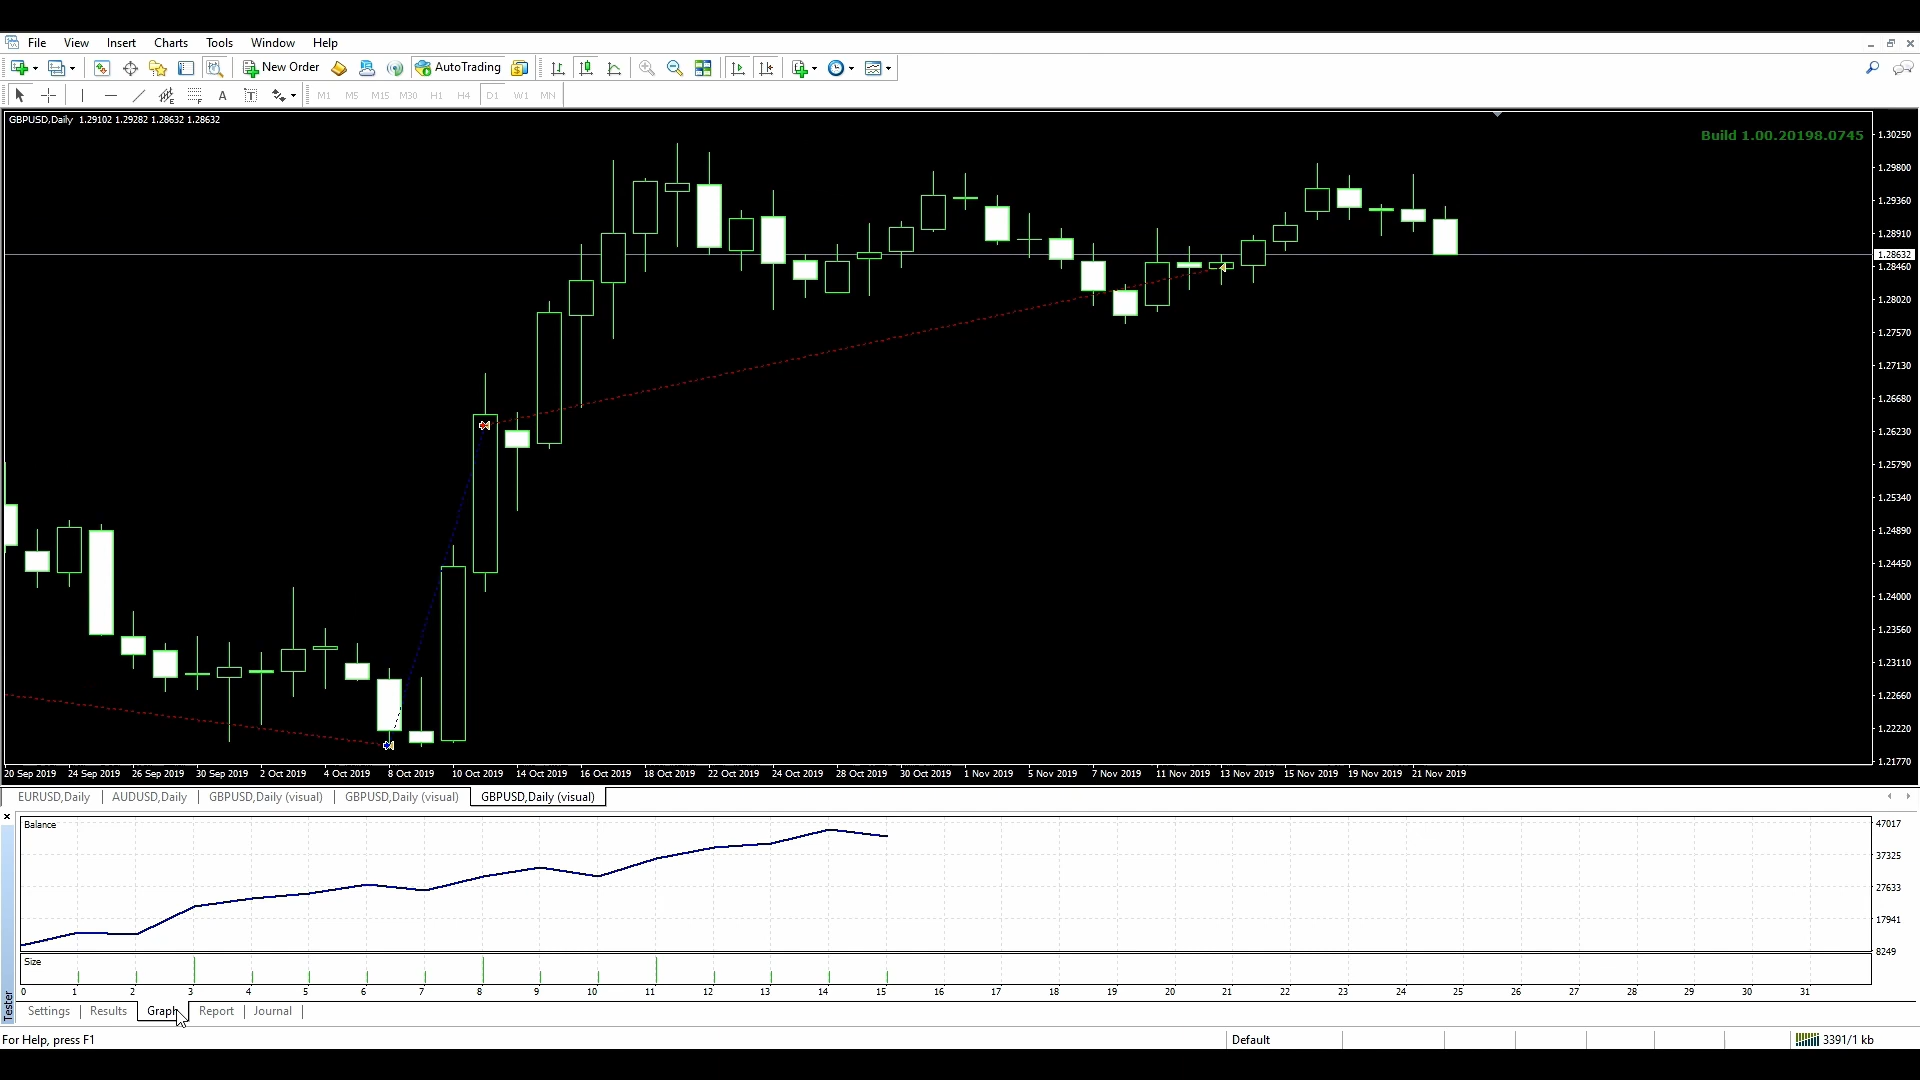 File View Insert Charts Tools Window Help
New Order AutoTrading
A T M1 M5 M15 M30 H1 H4 D1 W1 MN
GBPUSD,Daily 1.29102 1.29282 1.28632 1.28632
Build 1.00.20198.0745
1.30250
1.29800
1.29360
1.28910
1.28632
1.28460
1.28020
1.27570
1.27130
1.26680
1.26230
1.25790
1.25340
1.24890
1.24450
1.24000
1.23560
1.23110
1.22660
1.22220
1.21770
20 Sep 2019 24 Sep 2019 26 Sep 2019 30 Sep 2019 2 Oct 2019 4 Oct 2019 8 Oct 2019 10 Oct 2019 14 Oct 2019 16 Oct 2019 18 Oct 2019 22 Oct 2019 24 Oct 2019 28 Oct 2019 30 Oct 2019 1 Nov 2019 5 Nov 2019 7 Nov 2019 11 Nov 2019 13 Nov 2019 15 Nov 2019 19 Nov 2019 21 Nov 2019
EURUSD,Daily AUDUSD,Daily GBPUSD,Daily (visual) GBPUSD,Daily (visual) GBPUSD,Daily (visual)
Balance
47017
37325
27633
17941
8249
Size
0 1 2 3 4 5 6 7 8 9 10 11 12 13 14 15 16 17 18 19 20 21 22 23 24 25 26 27 28 29 30 31
Tester
Settings Results Graph Report Journal
For Help, press F1
Default
3391/1 kb